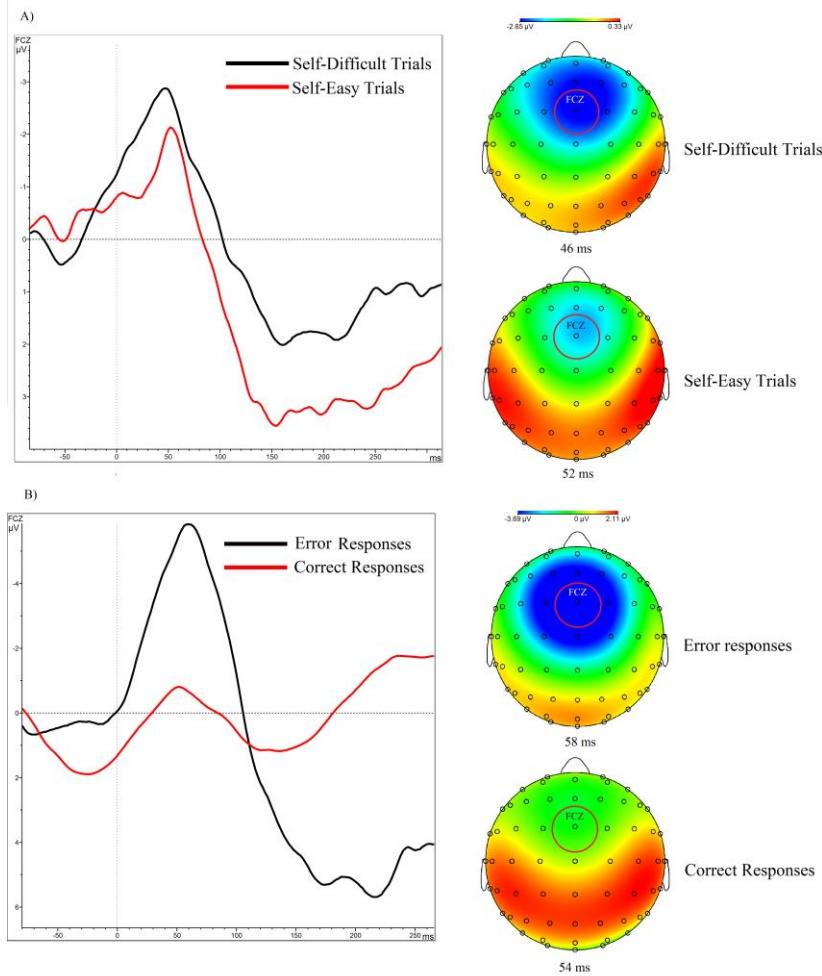 A)
FCZ
µV
-3
-2
-1
0
1
2
3
-50
0
50
100
150
200
250
ms
Self-Difficult Trials
Self-Easy Trials
-2.65 µV
0.33 µV
FCZ
Self-Difficult Trials
46 ms
FCZ
Self-Easy Trials
52 ms
B)
FCZ
µV
-4
-2
0
2
4
6
-50
0
50
100
150
200
250
ms
Error Responses
Correct Responses
-3.69 µV
0 µV
2.11 µV
FCZ
Error responses
58 ms
FCZ
Correct Responses
54 ms